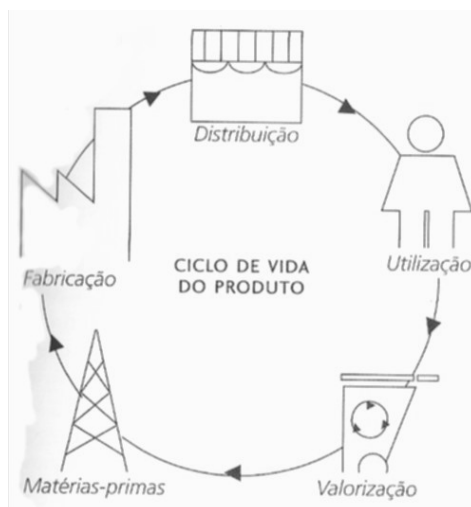 Distribuição
Utilização
Fabricação
CICLO DE VIDA
DO PRODUTO
Matérias-primas
Valorização